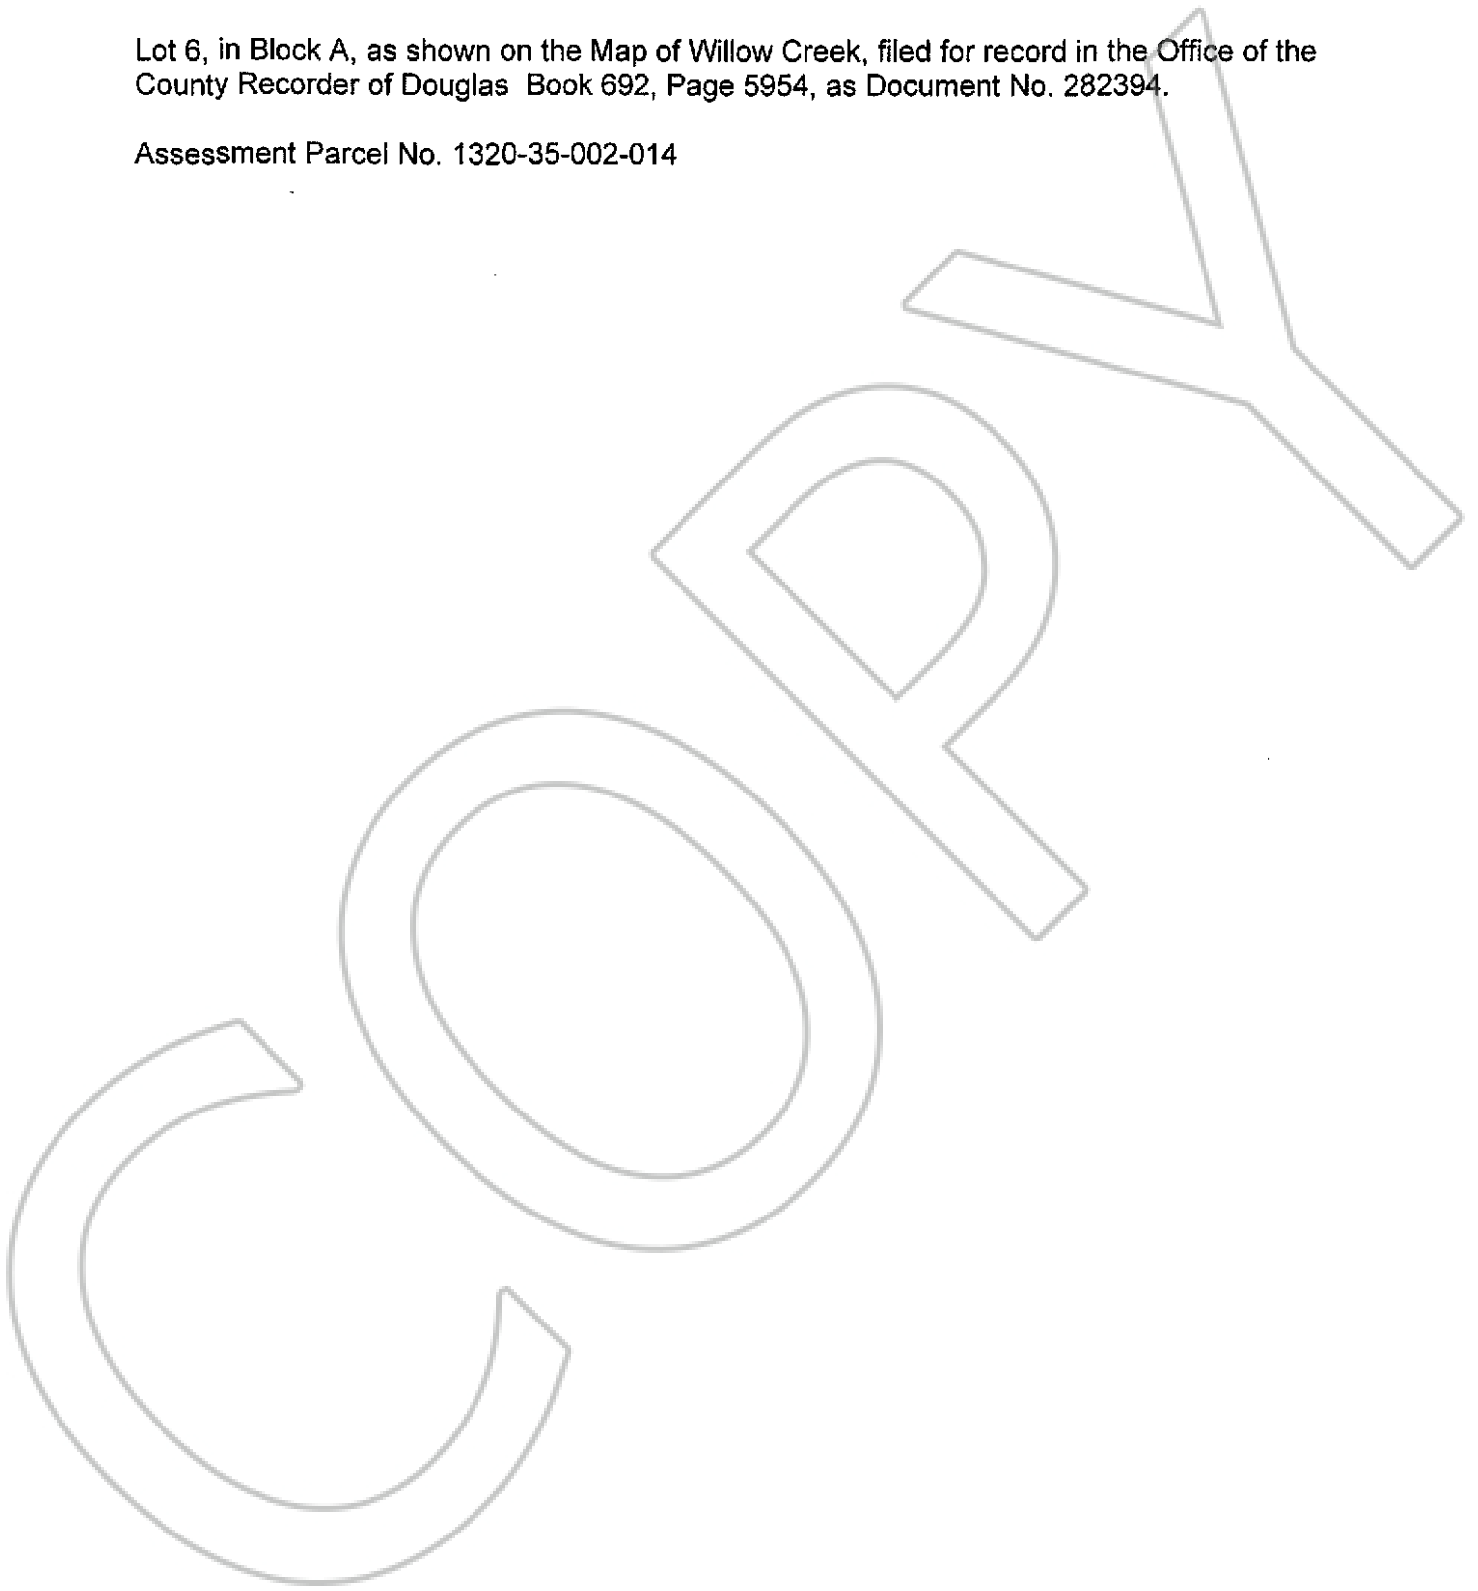 Lot 6, in Block A, as shown on the Map of Willow Creek, filed for record in the Office of the
County Recorder of Douglas  Book 692, Page 5954, as Document No. 282394.
Assessment Parcel No. 1320-35-002-014
COPY